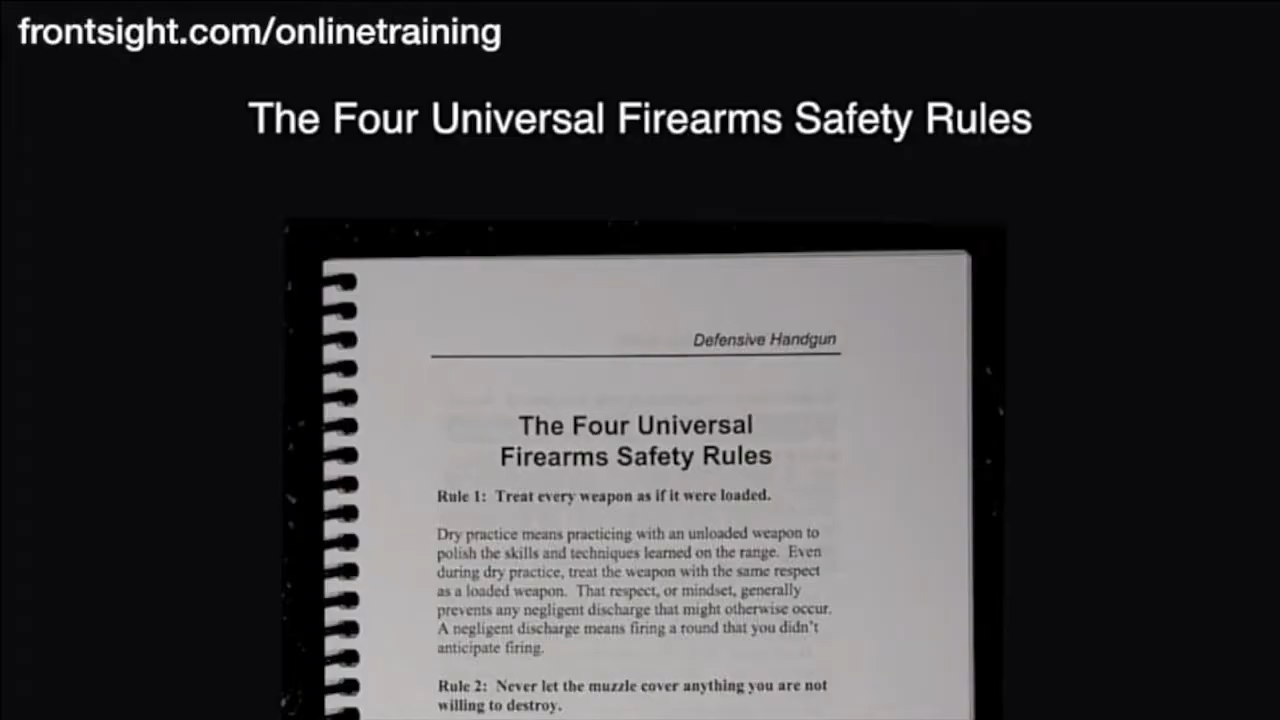 frontsight.com/onlinetraining
The Four Universal Firearms Safety Rules
Defensive Handgun
The Four Universal
Firearms Safety Rules
Rule 1: Treat every weapon as if it were loaded.
Dry practice means practicing with an unloaded weapon to
polish the skills and techniques learned on the range. Even
during dry practice, treat the weapon with the same respect
as a loaded weapon. That respect, or mindset, generally
prevents any negligent discharge that might otherwise occur.
A negligent discharge means firing a round that you didn't
anticipate firing.
Rule 2: Never let the muzzle cover anything you are not
willing to destroy.